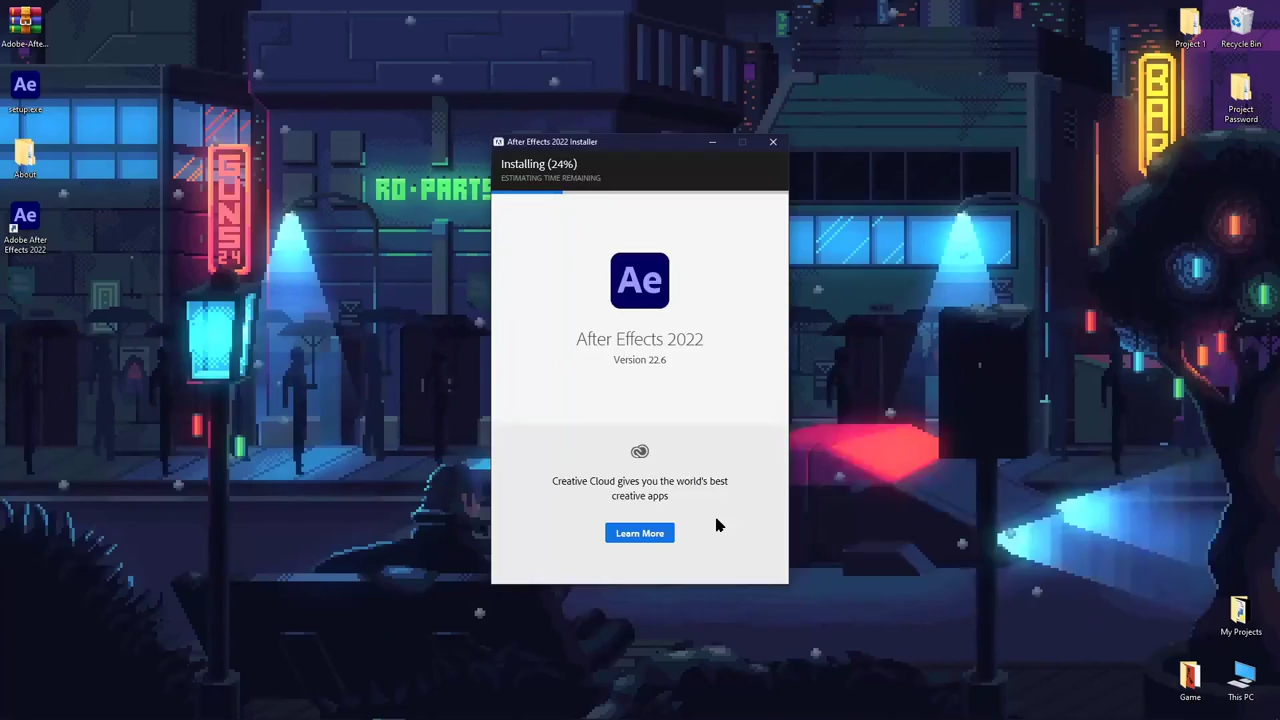 Adobe-Afte...
setup.exe
About
Adobe After
Effects 2022
Project 1
Recycle Bin
Project
Password
BAR
GUNS
24
RO·PARTS
After Effects 2022 Installer
Installing (24%)
ESTIMATING TIME REMAINING
Ae
After Effects 2022
Version 22.6
Creative Cloud gives you the world's best
creative apps
Learn More
My Projects
Game
This PC
Ae
Ae